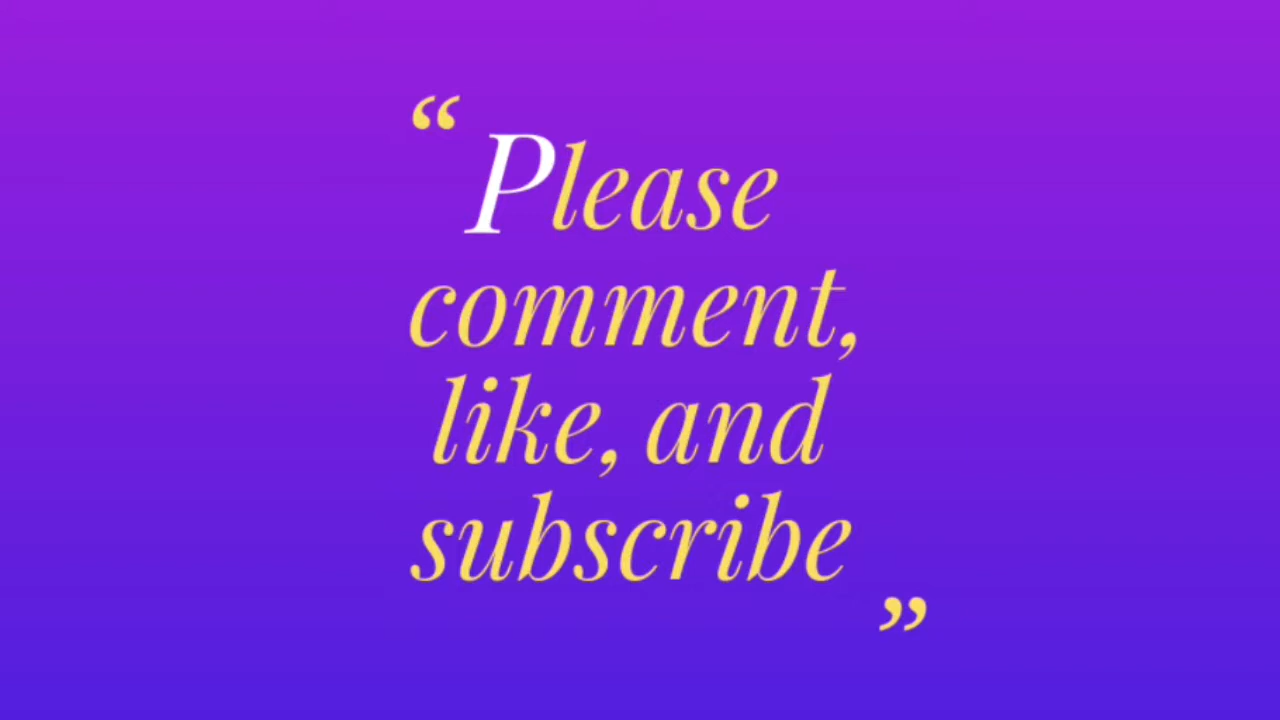 “ Please
comment,
like, and
subscribe ”